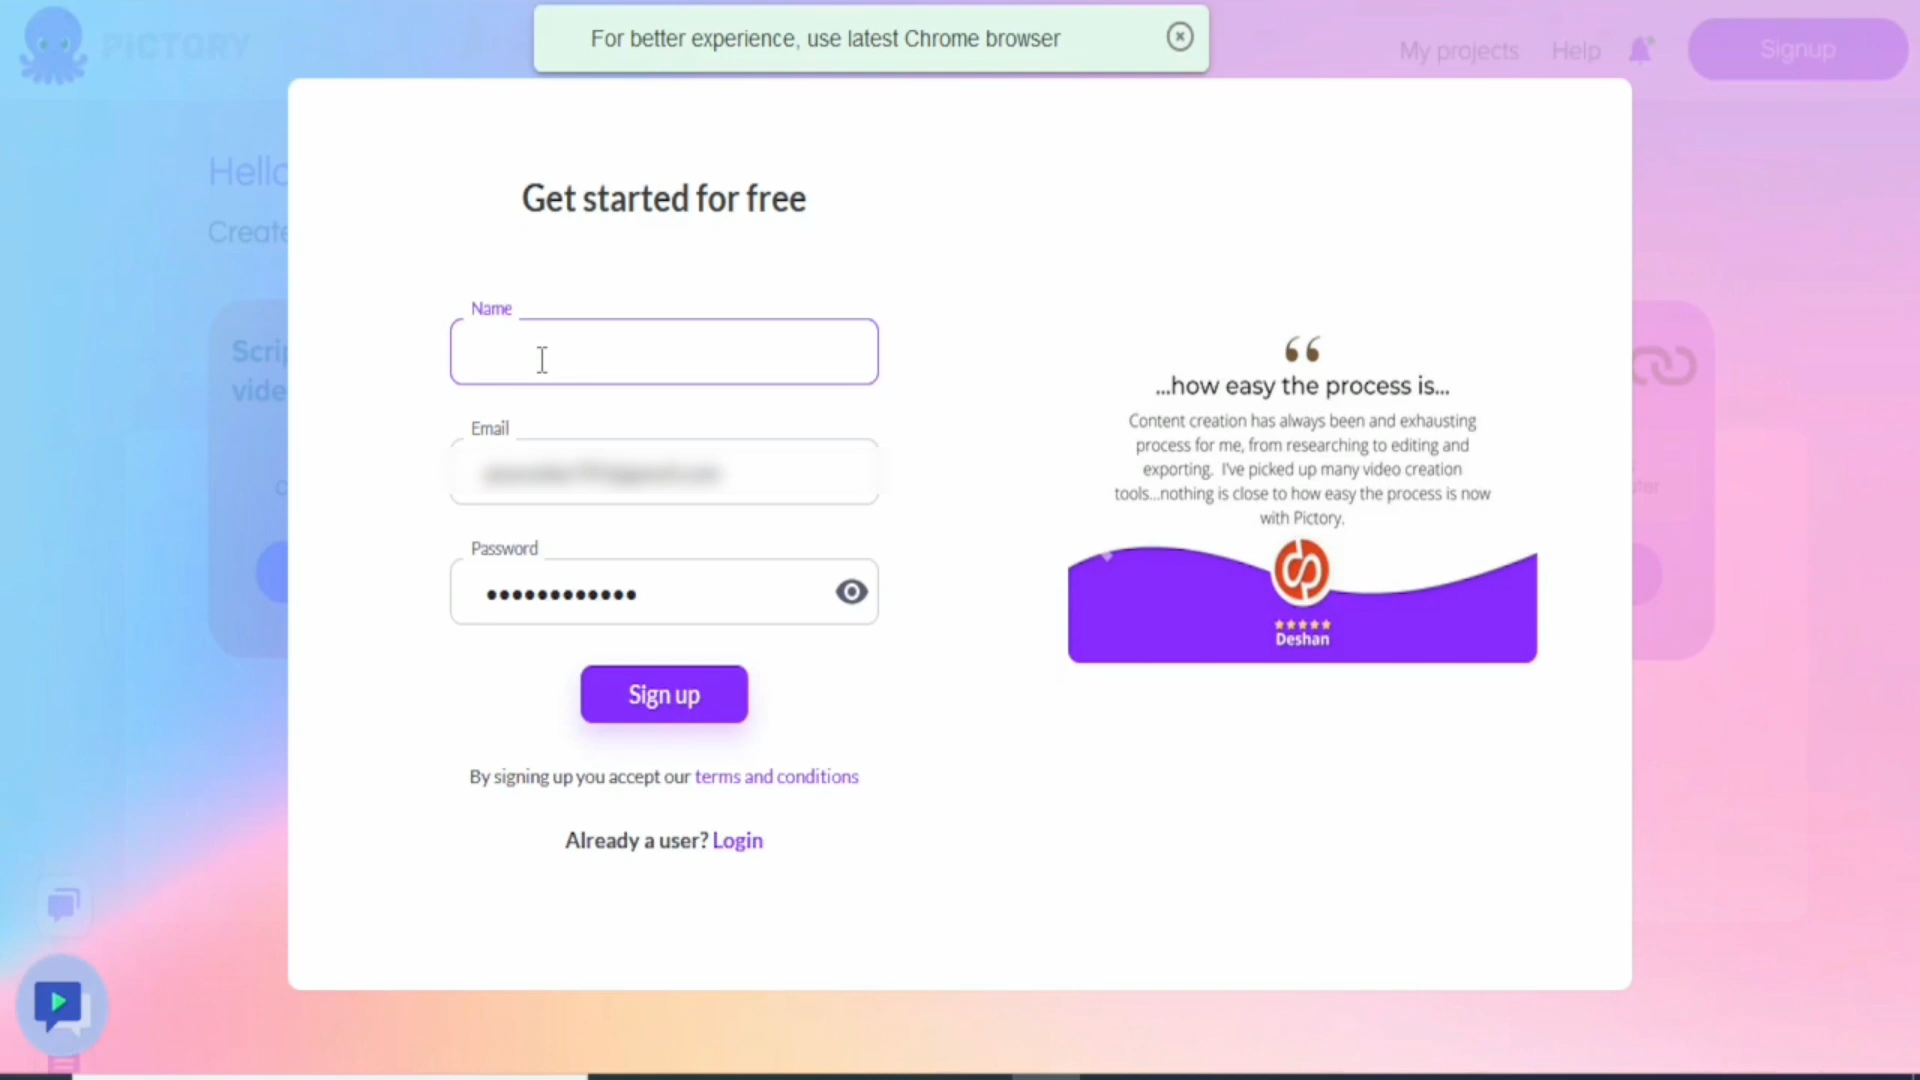 PICTORY
For better experience, use latest Chrome browser
My projects
Help
Signup
Hello
Create
Get started for free
Name
Email
Password
••••••••••••
Sign up
By signing up you accept our terms and conditions
Already a user? Login
...how easy the process is...
Content creation has always been and exhausting
process for me, from researching to editing and
exporting. I've picked up many video creation
tools...nothing is close to how easy the process is now
with Pictory.
Deshan